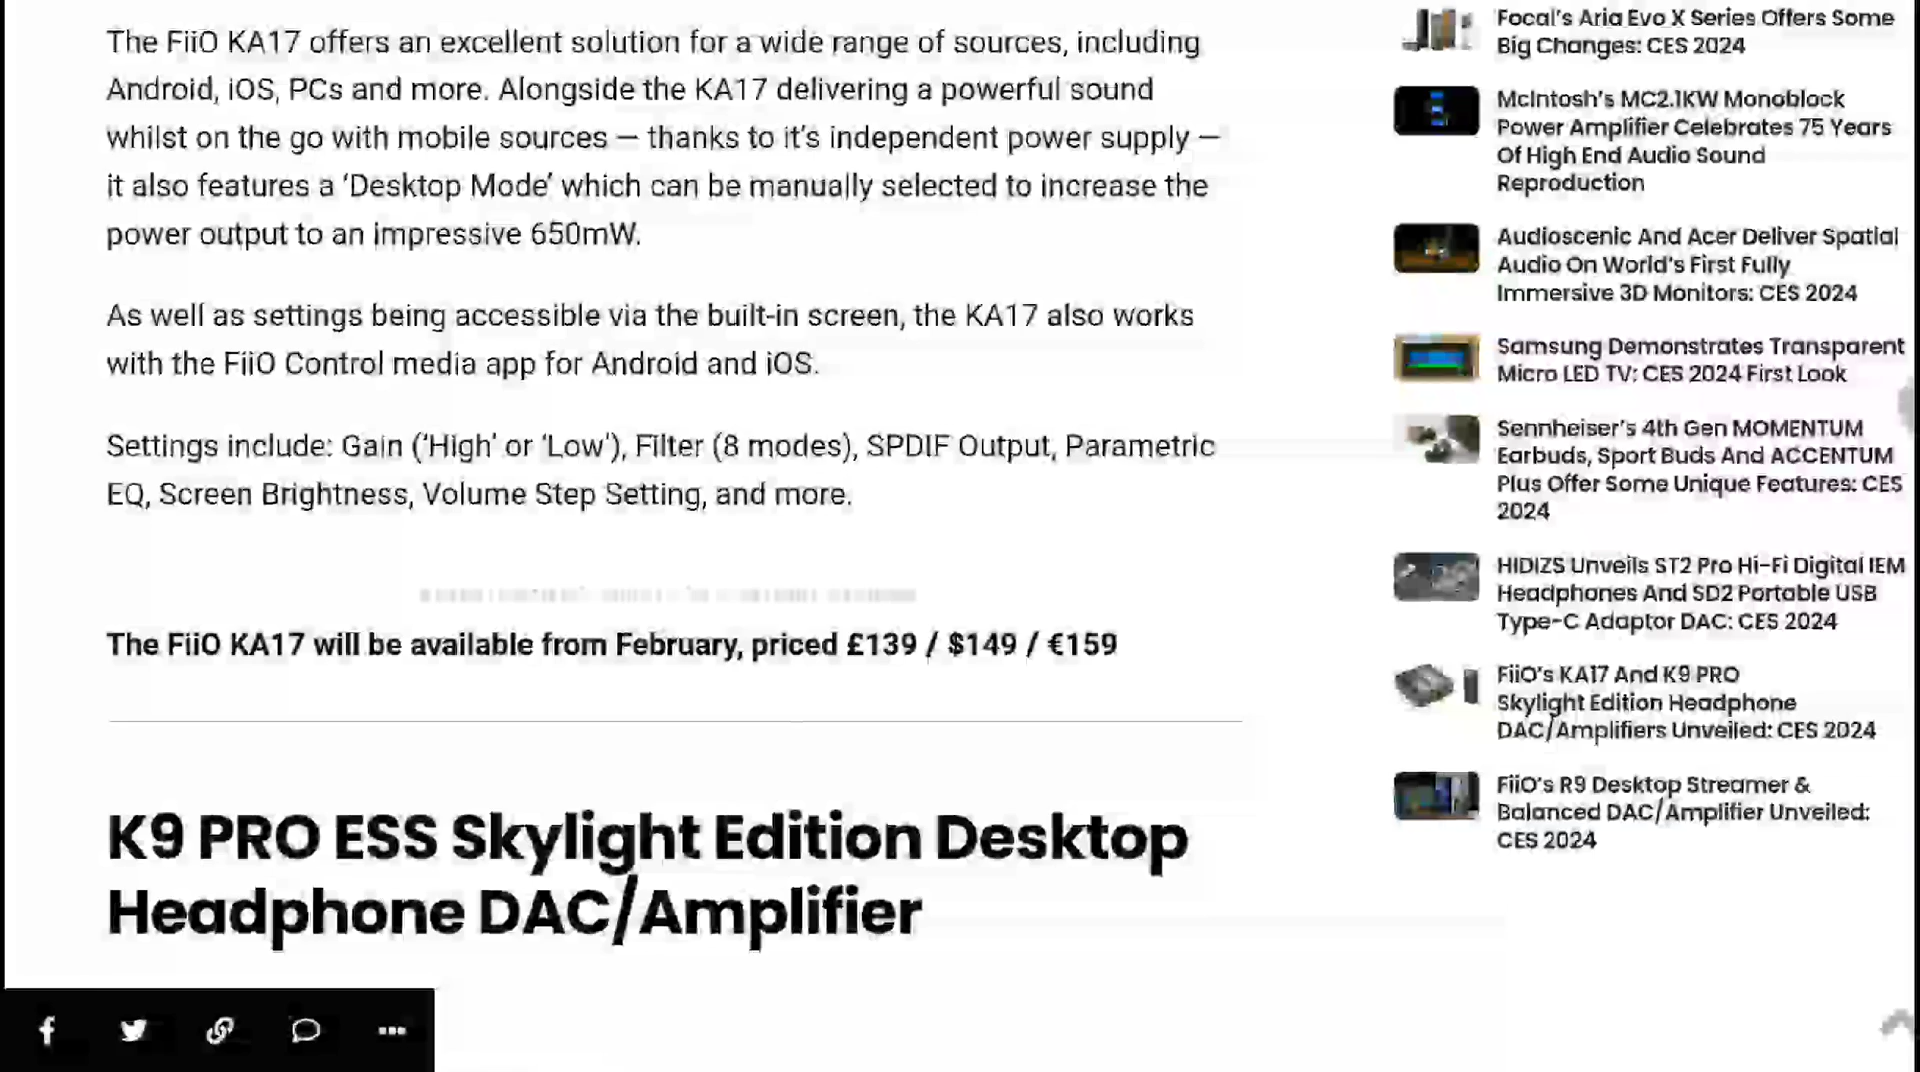 The FiiO KA17 offers an excellent solution for a wide range of sources, including
Android, iOS, PCs and more. Alongside the KA17 delivering a powerful sound
whilst on the go with mobile sources — thanks to it’s independent power supply —
it also features a ‘Desktop Mode’ which can be manually selected to increase the
power output to an impressive 650mW.
As well as settings being accessible via the built-in screen, the KA17 also works
with the FiiO Control media app for Android and iOS.
Settings include: Gain (‘High’ or ‘Low’), Filter (8 modes), SPDIF Output, Parametric
EQ, Screen Brightness, Volume Step Setting, and more.
The FiiO KA17 will be available from February, priced £139 / $149 / €159
K9 PRO ESS Skylight Edition Desktop
Headphone DAC/Amplifier
Focal’s Aria Evo X Series Offers Some
Big Changes: CES 2024
McIntosh’s MC2.1KW Monoblock
Power Amplifier Celebrates 75 Years
Of High End Audio Sound
Reproduction
Audioscenic And Acer Deliver Spatial
Audio On World’s First Fully
Immersive 3D Monitors: CES 2024
Samsung Demonstrates Transparent
Micro LED TV: CES 2024 First Look
Sennheiser’s 4th Gen MOMENTUM
Earbuds, Sport Buds And ACCENTUM
Plus Offer Some Unique Features: CES
2024
HIDIZS Unveils ST2 Pro Hi-Fi Digital IEM
Headphones And SD2 Portable USB
Type-C Adaptor DAC: CES 2024
FiiO’s KA17 And K9 PRO
Skylight Edition Headphone
DAC/Amplifiers Unveiled: CES 2024
FiiO’s R9 Desktop Streamer &
Balanced DAC/Amplifier Unveiled:
CES 2024